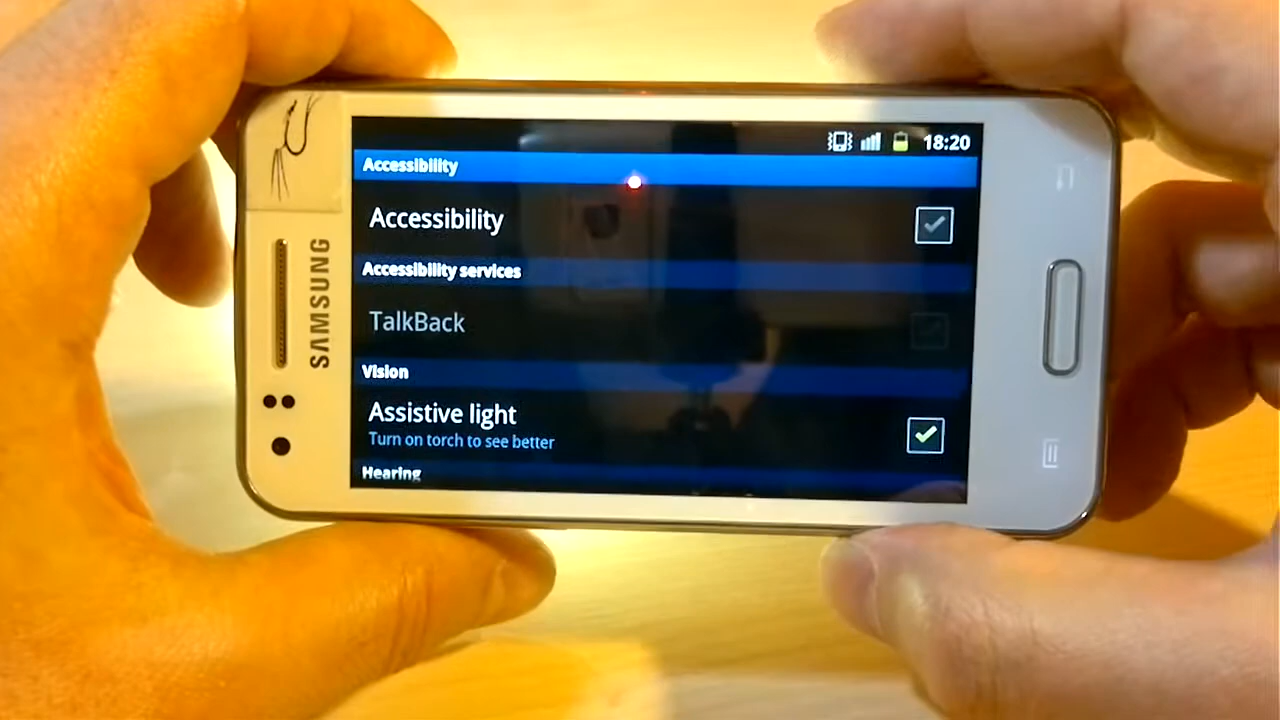 SAMSUNG
18:20
Accessibility
Accessibility
Accessibility services
TalkBack
Vision
Assistive light
Turn on torch to see better
Hearing